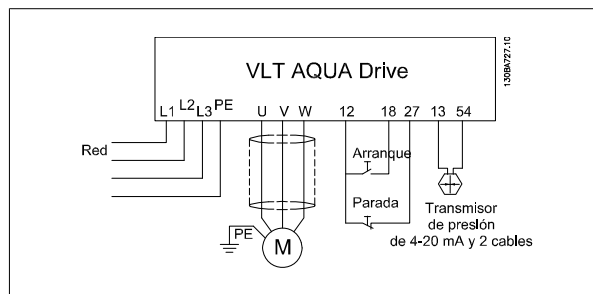 VLT AQUA Drive
130BA727.10
L1 L2 L3 PE U V W 12 18 27 13 54
Red
Arranque
Parada
PE
M
Transmisor
de presión
de 4-20 mA y 2 cables